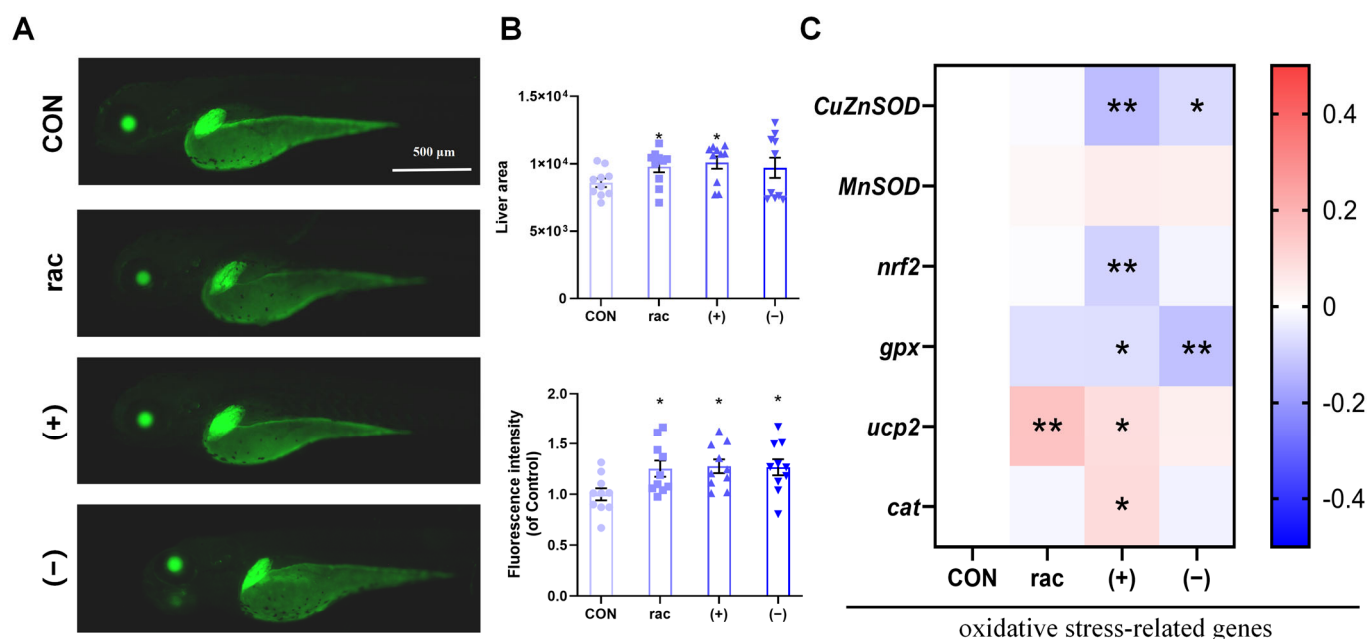 A
CON
500 μm
rac
(+)
(−)
B
Liver area
1.5×10⁴
1×10⁴
5×10³
0
*
*
CON rac (+) (−)
Fluorescence intensity
(of Control)
2.0
1.5
1.0
0.5
0.0
*
*
*
CON rac (+) (−)
C
CuZnSOD ** *
MnSOD
nrf2 **
gpx * **
ucp2 ** *
cat *
CON rac (+) (−)
0.4
0.2
0
-0.2
-0.4
oxidative stress-related genes